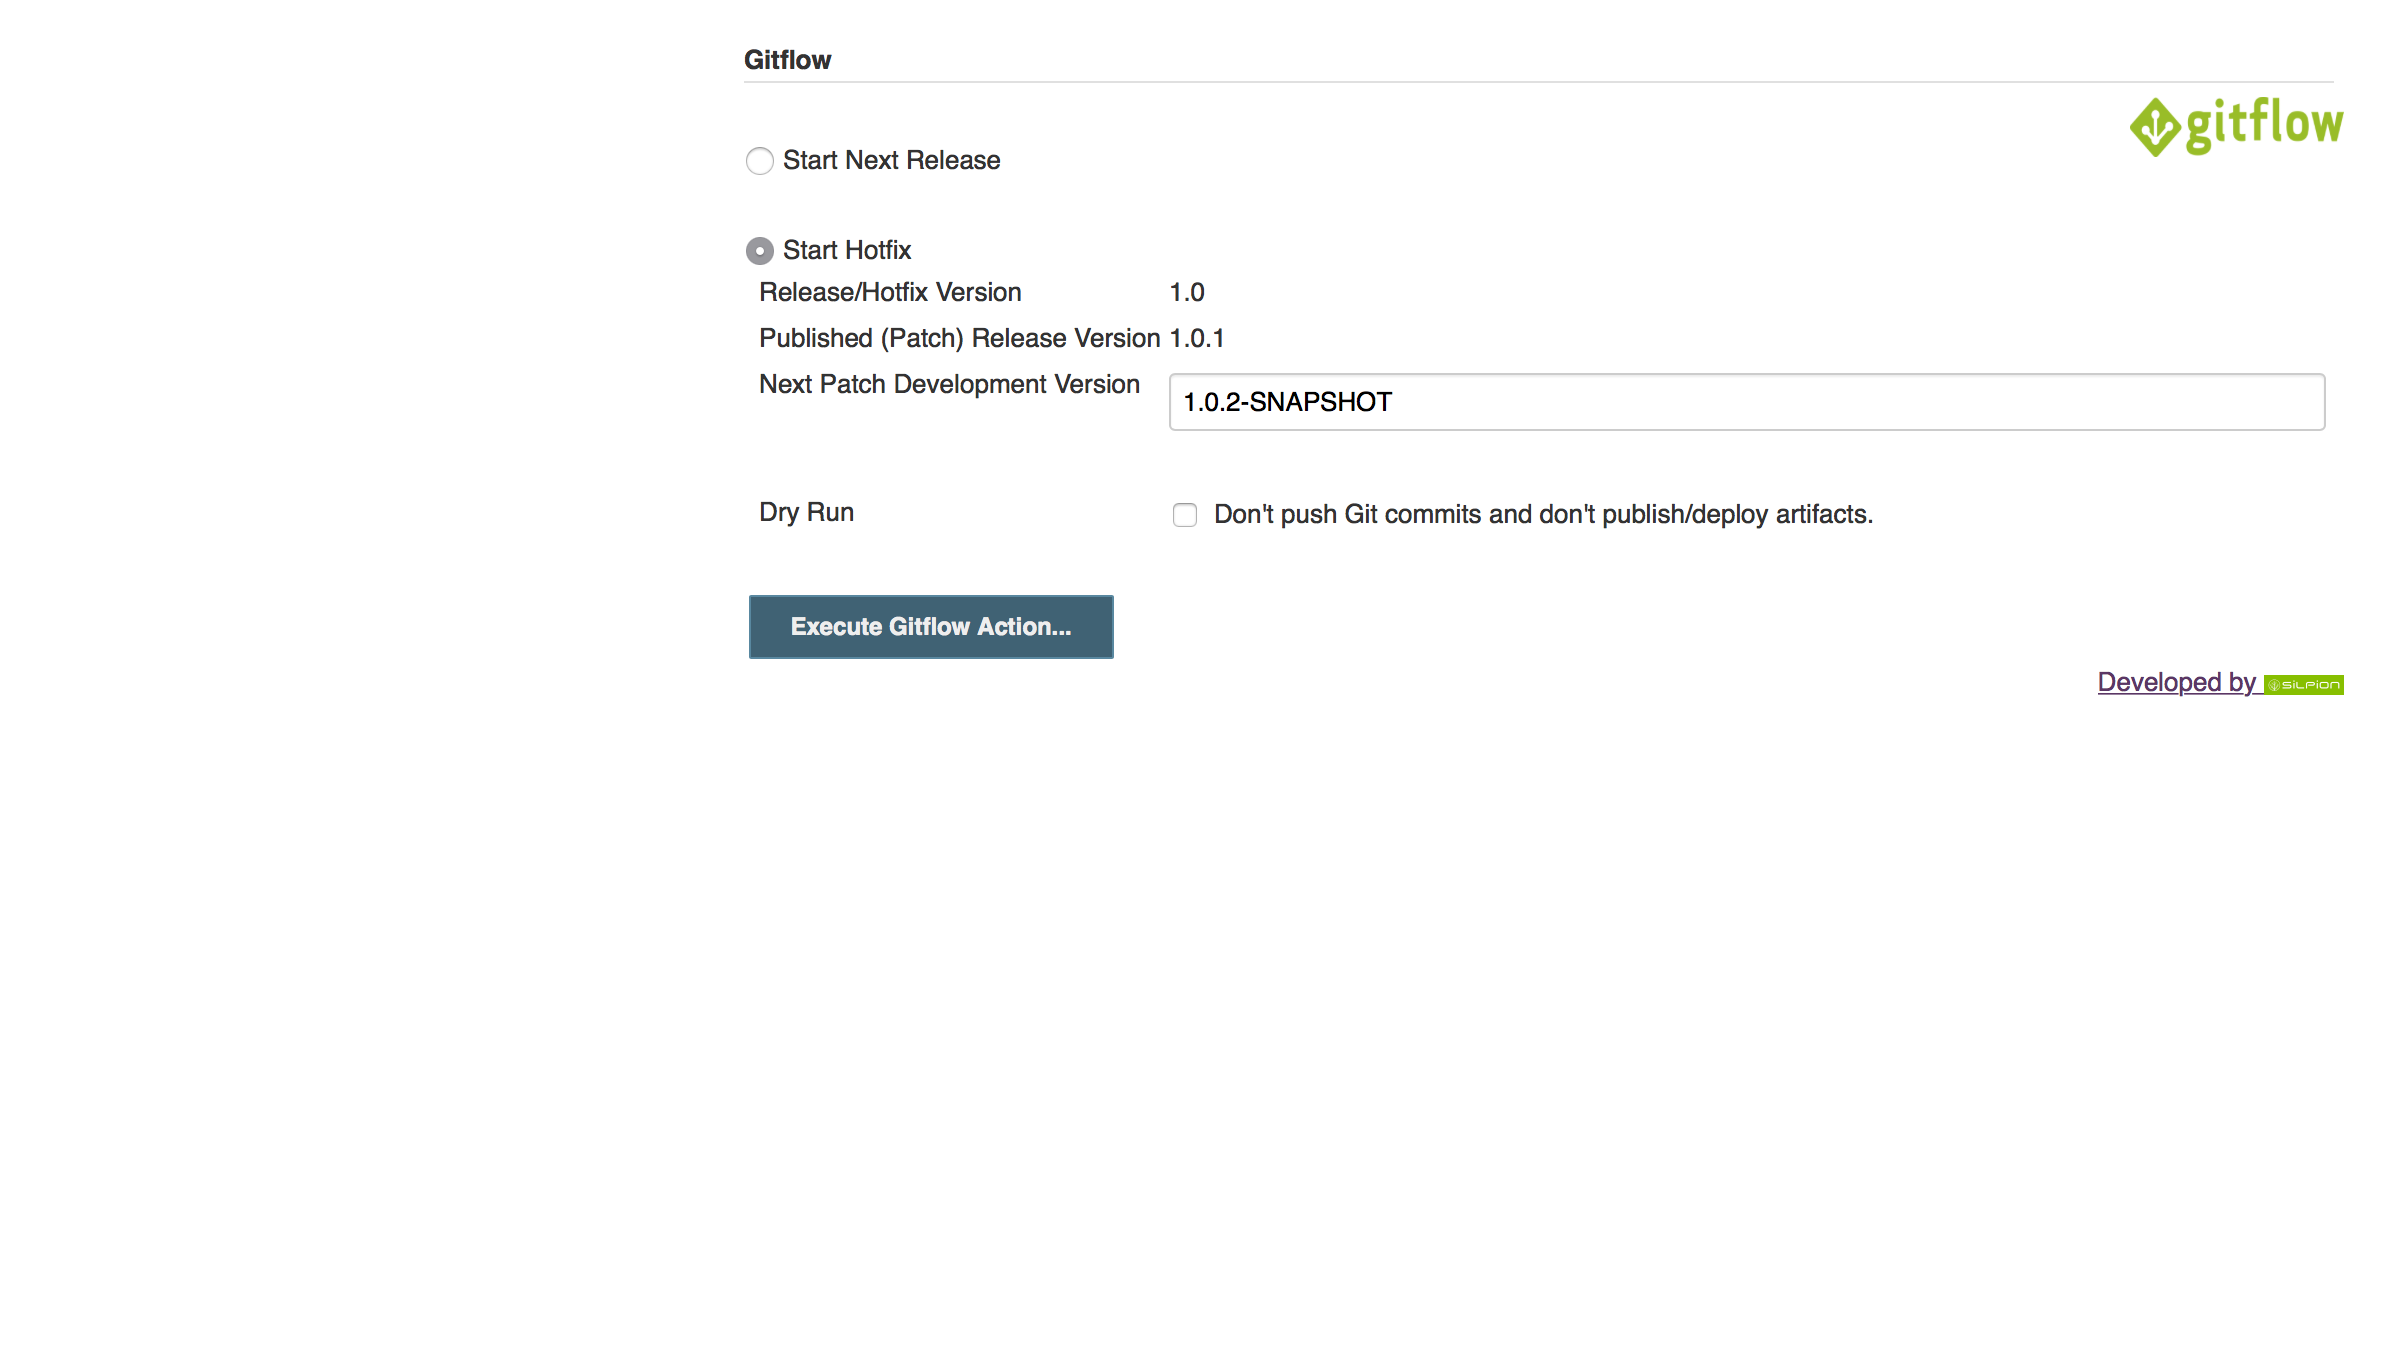 Gitflow
gitflow
Start Next Release
Start Hotfix
Release/Hotfix Version 1.0
Published (Patch) Release Version 1.0.1
Next Patch Development Version 1.0.2-SNAPSHOT
Dry Run Don't push Git commits and don't publish/deploy artifacts.
Execute Gitflow Action...
Developed by SILPION